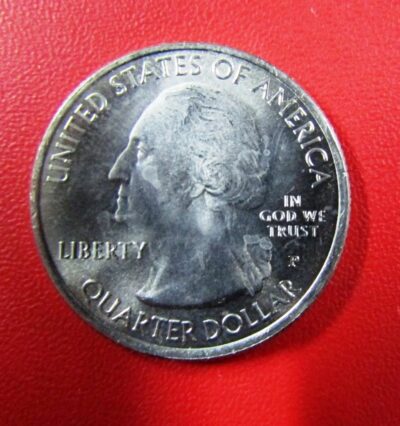 UNITED STATES OF AMERICA
LIBERTY
IN
GOD WE
TRUST
P
QUARTER DOLLAR